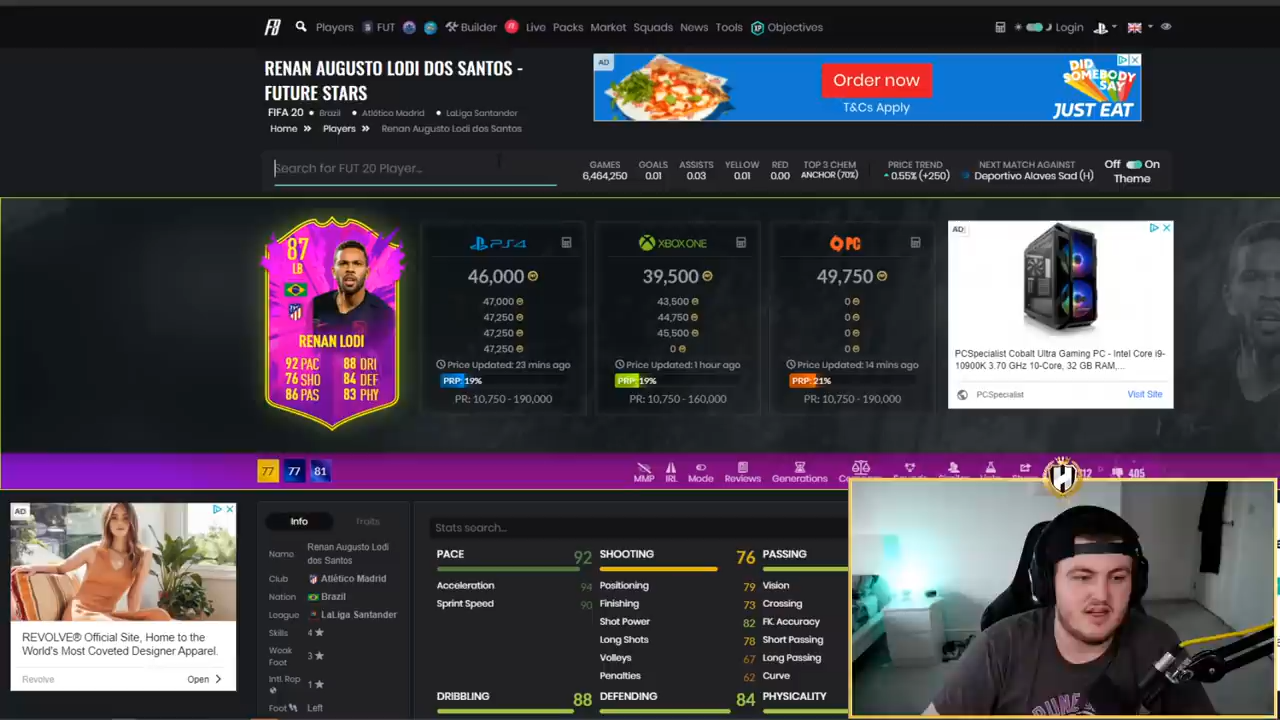 FB Players FUT Builder Live Packs Market Squads News Tools Objectives Login
RENAN AUGUSTO LODI DOS SANTOS -
FUTURE STARS
FIFA 20 • Brazil • Atlético Madrid • LaLiga Santander
Home » Players » Renan Augusto Lodi dos Santos
AD
Order now
T&Cs Apply
DID
SOMEBODY
SAY
JUST EAT
Search for FUT 20 Player...
GAMES GOALS ASSISTS YELLOW RED TOP 3 CHEM PRICE TREND NEXT MATCH AGAINST Off On
6,464,250 0.01 0.03 0.01 0.00 ANCHOR (70%) 0.55% (+250) Deportivo Alaves Sad (H) Theme
87
LB
RENAN LODI
92 PAC 88 DRI
76 SHO 84 DEF
86 PAS 83 PHY
PS4
46,000
47,000
47,250
47,250
47,250
Price Updated: 23 mins ago
PRP: 19%
PR: 10,750 - 190,000
XBOX ONE
39,500
43,500
44,750
45,500
0
Price Updated: 1 hour ago
PRP: 19%
PR: 10,750 - 160,000
PC
49,750
0
0
0
0
Price Updated: 14 mins ago
PRP: 21%
PR: 10,750 - 190,000
AD
PCSpecialist Cobalt Ultra Gaming PC - Intel Core i9-
10900K 3.70 GHz 10-Core, 32 GB RAM,...
PCSpecialist Visit Site
77 77 81
MMP IRL Mode Reviews Generations
312 405
AD
REVOLVE® Official Site, Home to the
World's Most Coveted Designer Apparel.
Revolve Open
Info Traits
Name Renan Augusto Lodi
dos Santos
Club Atlético Madrid
Nation Brazil
League LaLiga Santander
Skills 4
Weak
Foot 3
Intl. Rep 1
Foot Left
Stats search...
PACE 92
Acceleration 94
Sprint Speed 90
SHOOTING 76
Positioning 79
Finishing 73
Shot Power 82
Long Shots 78
Volleys 67
Penalties 62
PASSING
Vision
Crossing
FK Accuracy
Short Passing
Long Passing
Curve
DRIBBLING 88
DEFENDING 84
PHYSICALITY
H